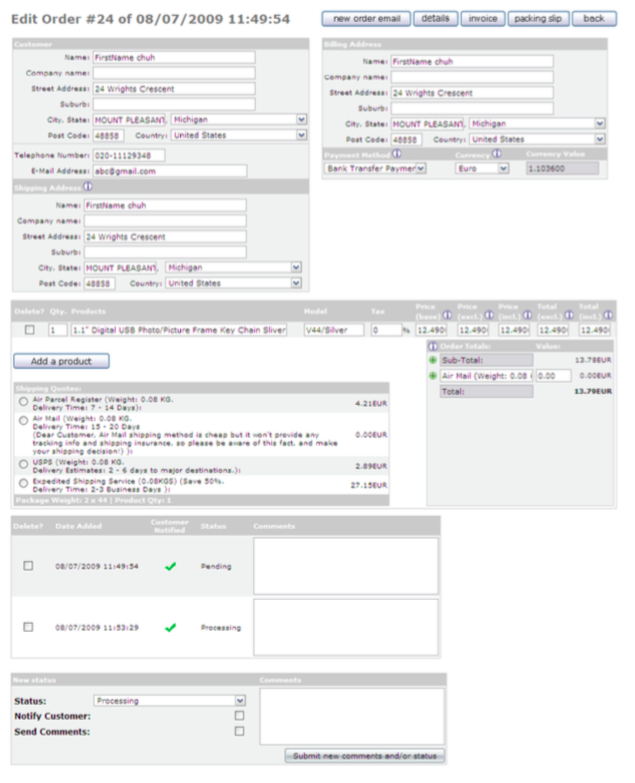 Edit Order #24 of 08/07/2009 11:49:54
new order email details invoice packing slip back
Customer
Name: FirstName chuh
Company name:
Street Address: 24 Wrights Crescent
Suburb:
City, State: MOUNT PLEASANT, Michigan
Post Code: 48858 Country: United States
Telephone Number: 020-11129348
E-Mail Address: abc@gmail.com
Shipping Address
Name: FirstName chuh
Company name:
Street Address: 24 Wrights Crescent
Suburb:
City, State: MOUNT PLEASANT, Michigan
Post Code: 48858 Country: United States
Billing Address
Name: FirstName chuh
Company name:
Street Address: 24 Wrights Crescent
Suburb:
City, State: MOUNT PLEASANT, Michigan
Post Code: 48858 Country: United States
Payment Method Currency Currency Value
Bank Transfer Paymer Euro 1.103600
Delete? Qty. Products Model Tax Price (base) Price (excl.) Price (incl.) Total (excl.) Total (incl.)
1 1.1" Digital USB Photo/Picture Frame Key Chain Sliver V44/Silver 0 % 12.490 12.490 12.490 12.490 12.490
Add a product
Order Totals: Value:
Sub-Total: 13.78EUR
Air Mail (Weight: 0.08 0.00 0.00EUR
Total: 13.79EUR
Shipping Quotes:
Air Parcel Register (Weight: 0.08 KG.
Delivery Time: 7 - 14 Days): 4.21EUR
Air Mail (Weight: 0.08 KG.
Delivery Time: 15 - 20 Days
(Dear Customer, Air Mail shipping method is cheap but it won't provide any
tracking info and shipping insurance, so please be aware of this fact, and make
your shipping decision!) ): 0.00EUR
USPS (Weight: 0.08 KG.
Delivery Estimates: 2 - 6 days to major destinations.): 2.89EUR
Expedited Shipping Service (0.08KGS) (Save 50%.
Delivery Time: 2-3 Business Days ): 27.15EUR
Package Weight: 2 x 44 | Product Qty: 1
Delete? Date Added Customer Notified Status Comments
08/07/2009 11:49:54 Pending
08/07/2009 11:53:29 Processing
New status Comments
Status: Processing
Notify Customer:
Send Comments:
Submit new comments and/or status